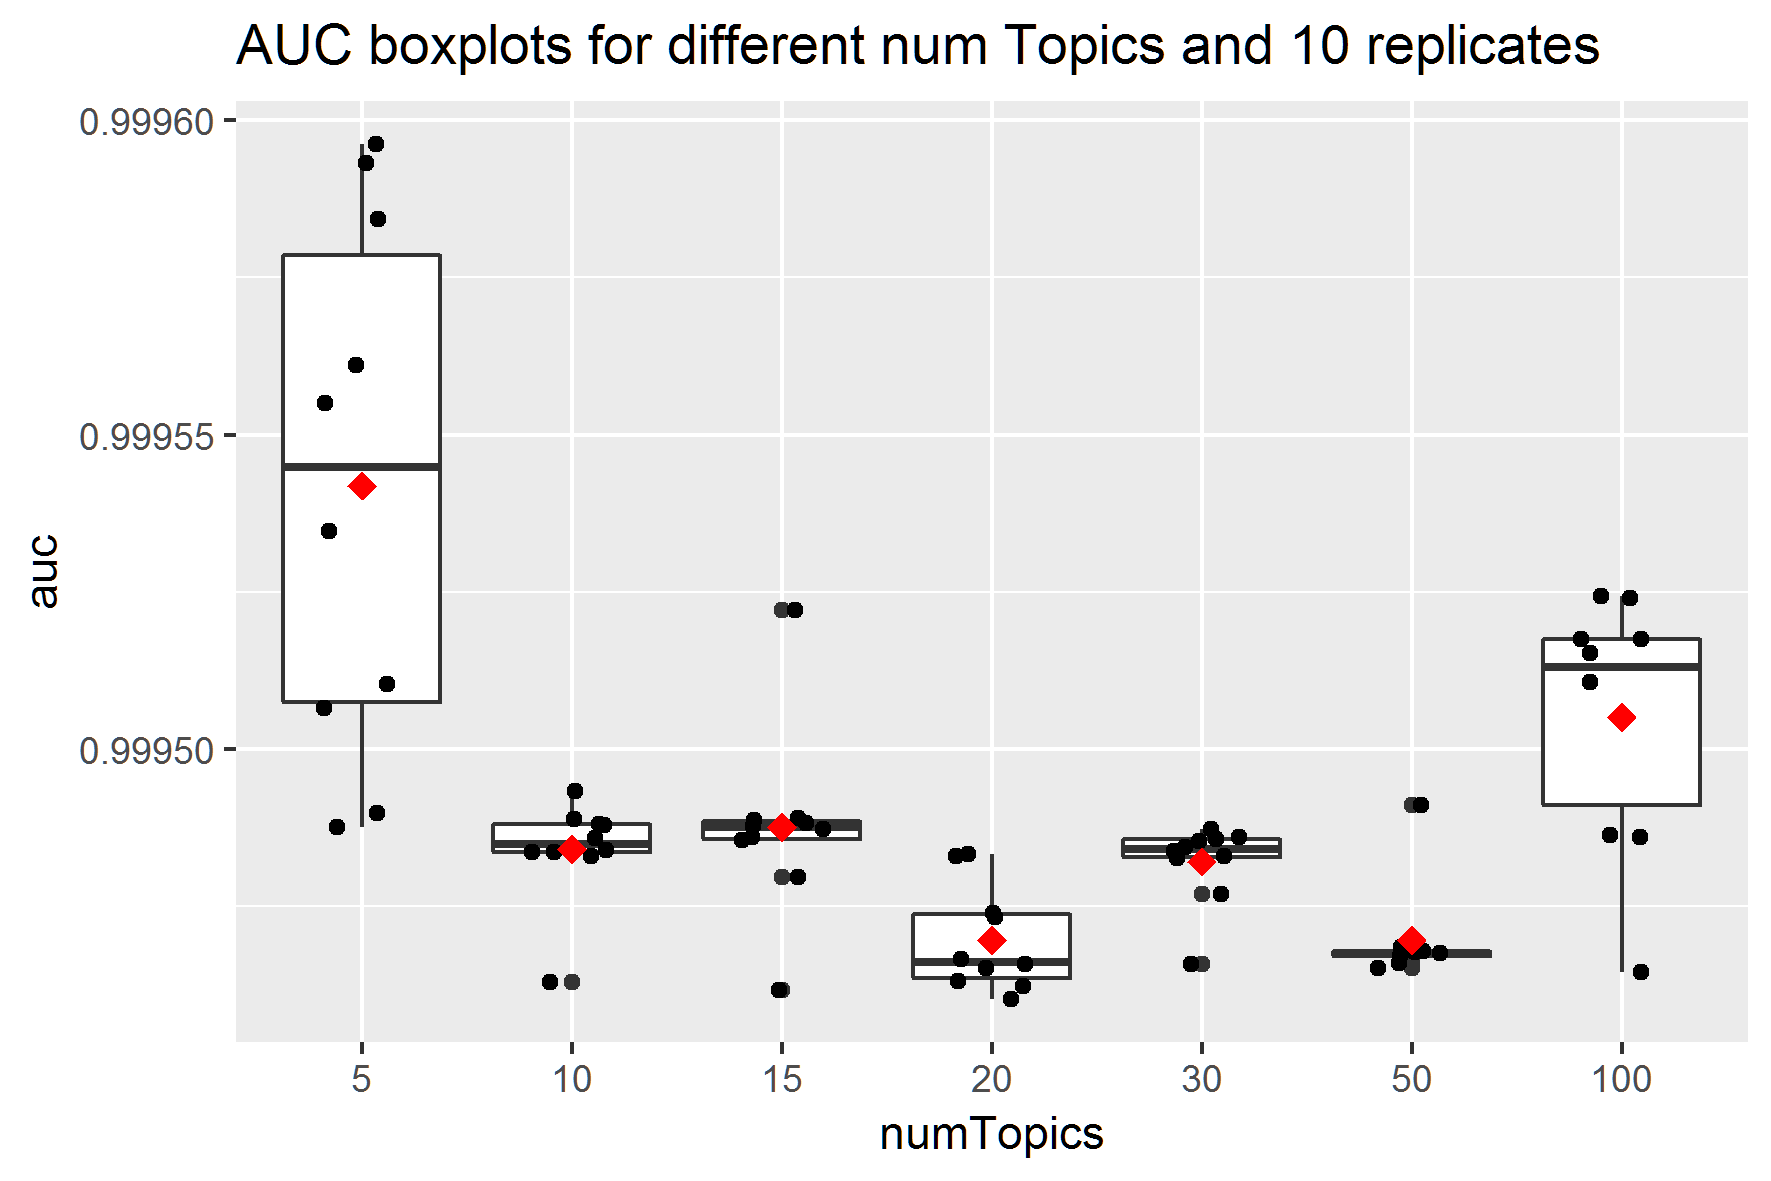 AUC boxplots for different num Topics and 10 replicates
0.99960
0.99955
0.99950
auc
5 10 15 20 30 50 100
numTopics